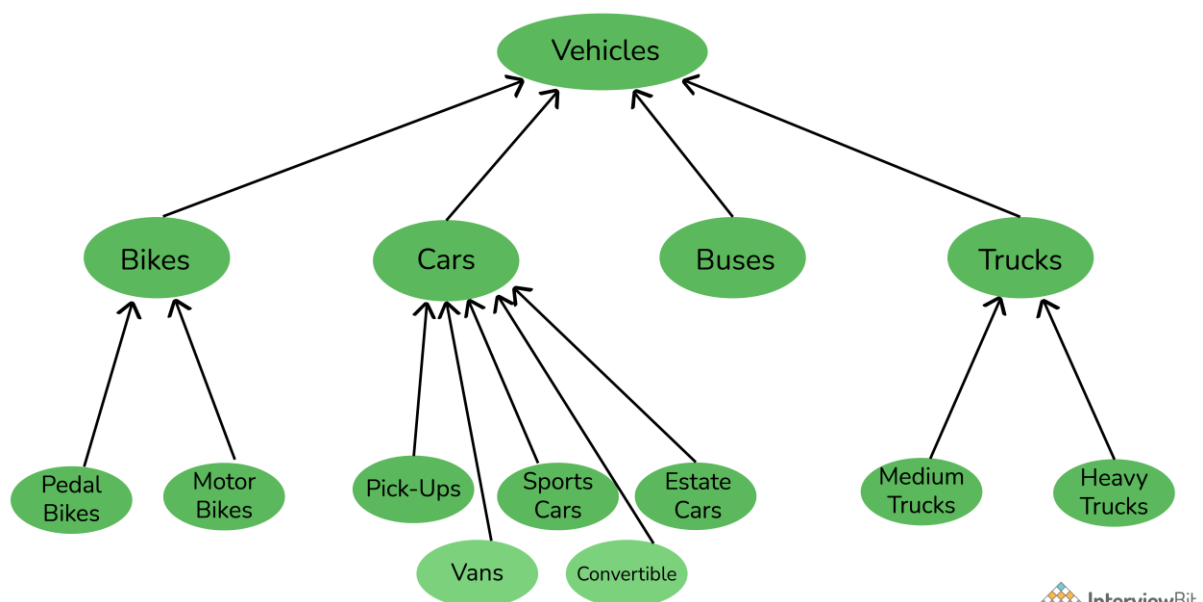 Vehicles
Bikes
Cars
Buses
Trucks
Pedal
Bikes
Motor
Bikes
Pick-Ups
Sports
Cars
Estate
Cars
Medium
Trucks
Heavy
Trucks
Vans
Convertible
InterviewBit